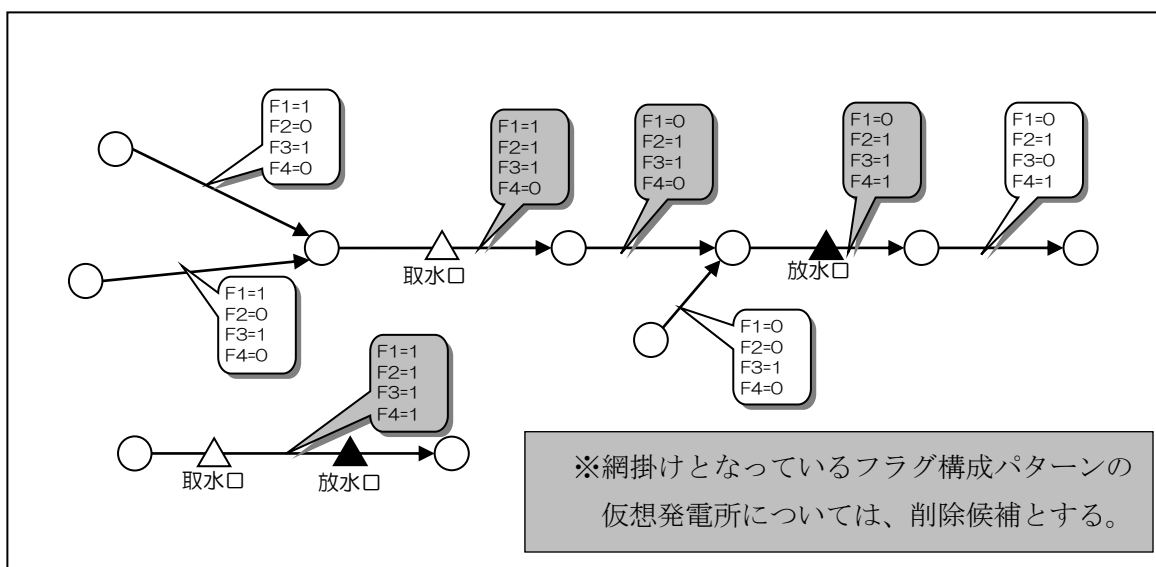 F1=1
F2=0
F3=1
F4=0
F1=1
F2=1
F3=1
F4=0
F1=0
F2=1
F3=1
F4=0
F1=0
F2=1
F3=1
F4=1
F1=0
F2=1
F3=0
F4=1
取水口
放水口
F1=1
F2=0
F3=1
F4=0
F1=0
F2=0
F3=1
F4=0
F1=1
F2=1
F3=1
F4=1
取水口
放水口
※網掛けとなっているフラグ構成パターンの
仮想発電所については、削除候補とする。